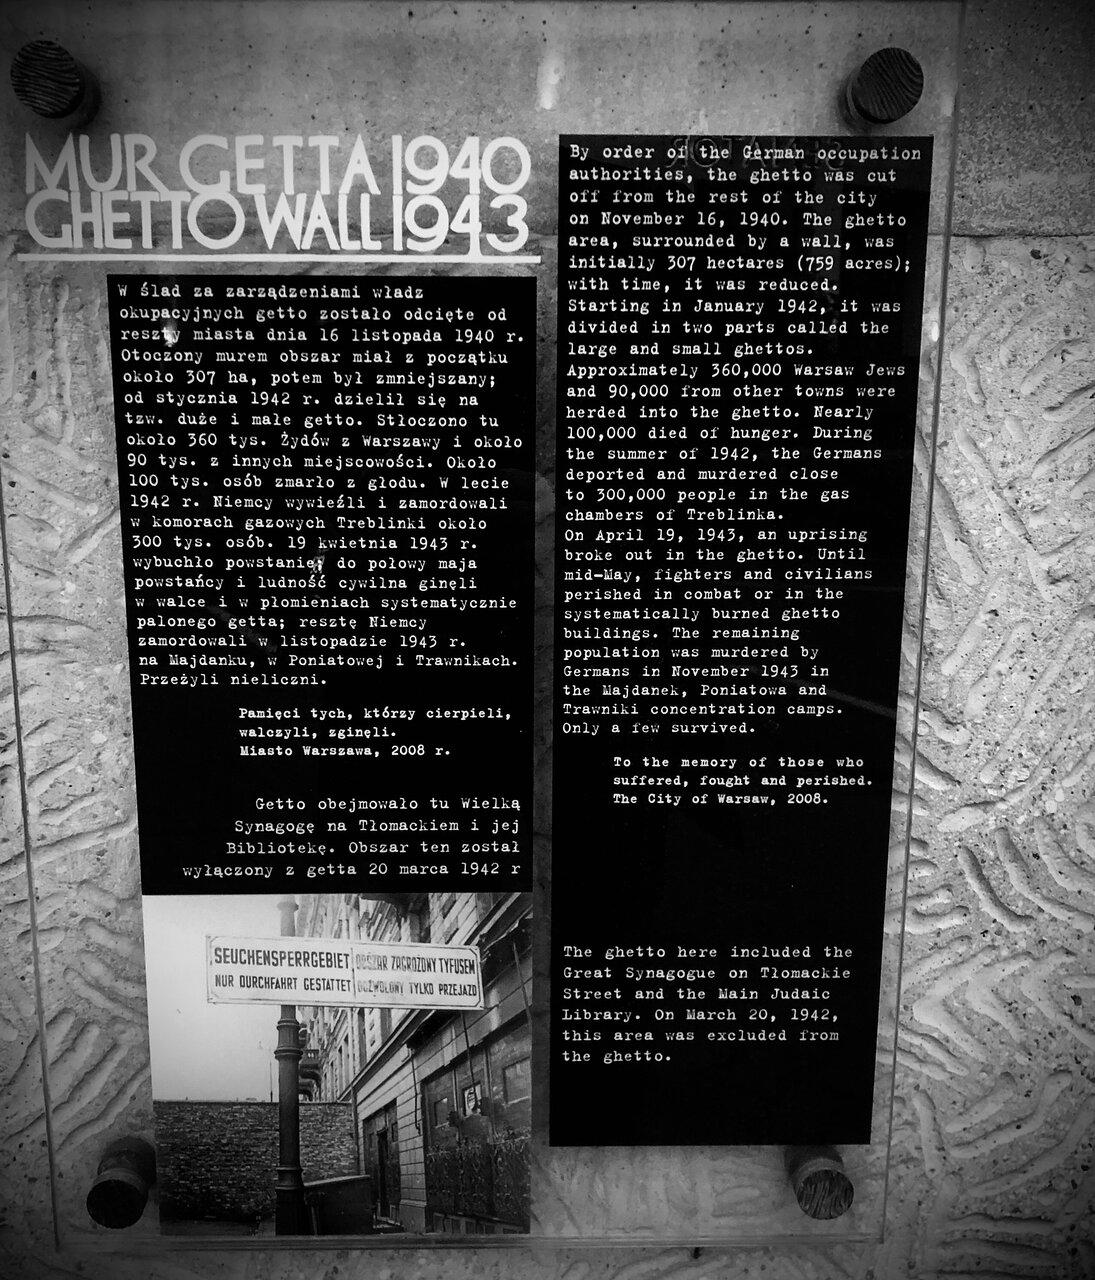 MUR GETTA 1940
GHETTO WALL 1943
W ślad za zarządzeniami władz
okupacyjnych getto zostało odcięte od
reszty miasta dnia 16 listopada 1940 r.
Otoczony murem obszar miał z początku
około 307 ha, potem był zmniejszany;
od stycznia 1942 r. dzielił się na
tzw. duże i małe getto. Stłoczono tu
około 360 tys. Żydów z Warszawy i około
90 tys. z innych miejscowości. Około
100 tys. osób zmarło z głodu. W lecie
1942 r. Niemcy wywieźli i zamordowali
w komorach gazowych Treblinki około
300 tys. osób. 19 kwietnia 1943 r.
wybuchło powstanie; do połowy maja
powstańcy i ludność cywilna ginęli
w walce i w płomieniach systematycznie
palonego getta; resztę Niemcy
zamordowali w listopadzie 1943 r.
na Majdanku, w Poniatowej i Trawnikach.
Przeżyli nieliczni.
Pamięci tych, którzy cierpieli,
walczyli, zginęli.
Miasto Warszawa, 2008 r.
Getto obejmowało tu Wielką
Synagogę na Tłomackiem i jej
Bibliotekę. Obszar ten został
wyłączony z getta 20 marca 1942 r
SEUCHENSPERRGEBIET OBSZAR ZAGROŻONY TYFUSEM
NUR DURCHFAHRT GESTATTET DOZWOLONY TYLKO PRZEJAZD
By order of the German occupation
authorities, the ghetto was cut
off from the rest of the city
on November 16, 1940. The ghetto
area, surrounded by a wall, was
initially 307 hectares (759 acres);
with time, it was reduced.
Starting in January 1942, it was
divided in two parts called the
large and small ghettos.
Approximately 360,000 Warsaw Jews
and 90,000 from other towns were
herded into the ghetto. Nearly
100,000 died of hunger. During
the summer of 1942, the Germans
deported and murdered close
to 300,000 people in the gas
chambers of Treblinka.
On April 19, 1943, an uprising
broke out in the ghetto. Until
mid-May, fighters and civilians
perished in combat or in the
systematically burned ghetto
buildings. The remaining
population was murdered by
Germans in November 1943 in
the Majdanek, Poniatowa and
Trawniki concentration camps.
Only a few survived.
To the memory of those who
suffered, fought and perished.
The City of Warsaw, 2008.
The ghetto here included the
Great Synagogue on Tłomackie
Street and the Main Judaic
Library. On March 20, 1942,
this area was excluded from
the ghetto.